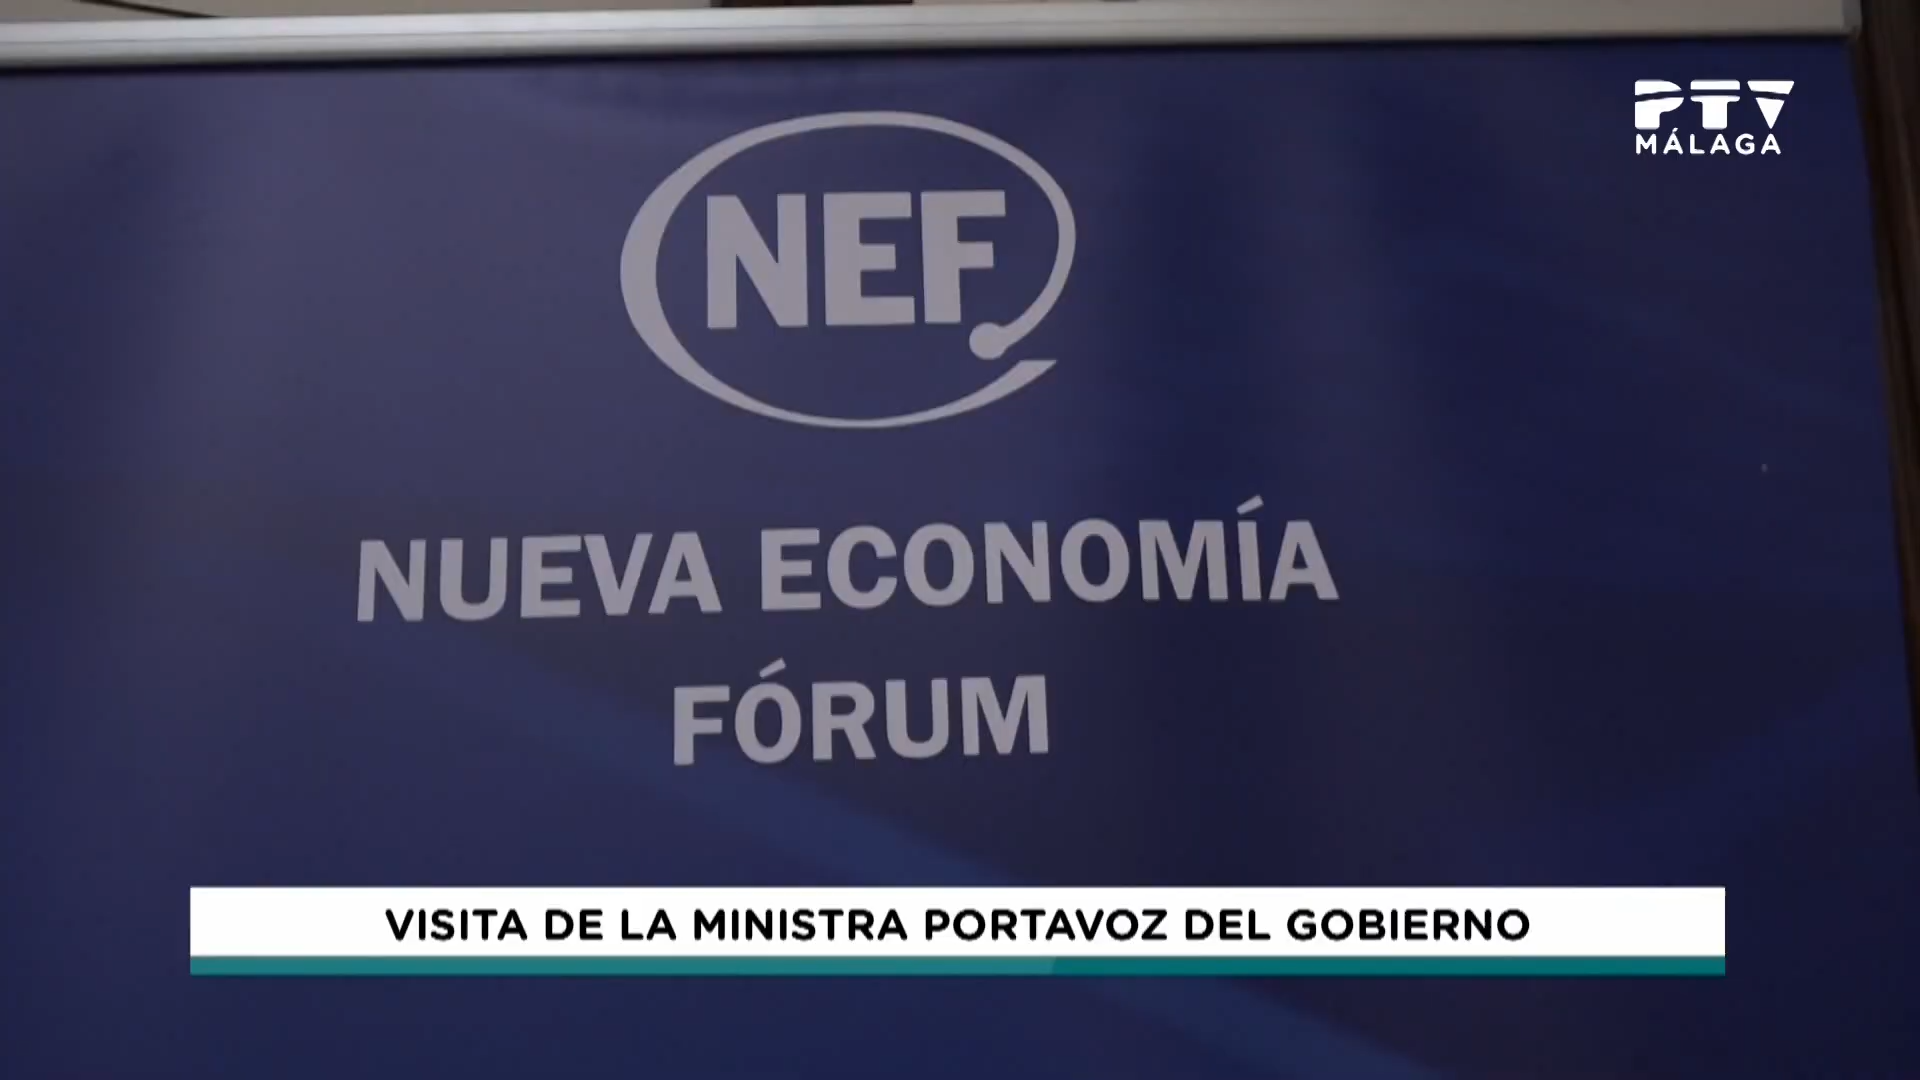 PTV
MÁLAGA
NEF
NUEVA ECONOMÍA
FÓRUM
VISITA DE LA MINISTRA PORTAVOZ DEL GOBIERNO